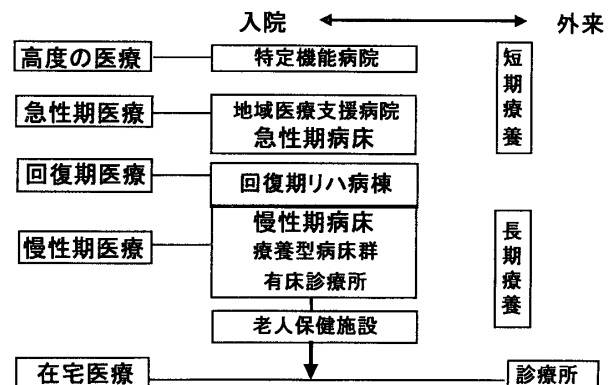 入院
外来
高度の医療
特定機能病院
短期療養
急性期医療
地域医療支援病院
急性期病床
回復期医療
回復期リハ病棟
慢性期医療
慢性期病床
療養型病床群
有床診療所
長期療養
老人保健施設
在宅医療
診療所